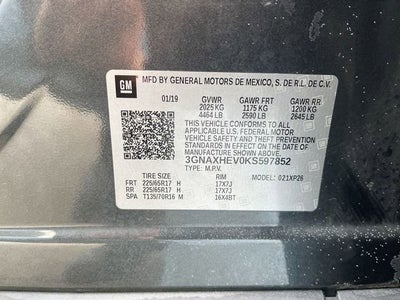 GM
MFD BY GENERAL MOTORS DE MEXICO, S. DE R.L. DE C.V.
01/19 GVWR GAWR FRT GAWR RR
2025 KG 1175 KG 1200 KG
4464 LB 2590 LB 2645 LB
THIS VEHICLE CONFORMS TO ALL
APPLICABLE U.S. FEDERAL MOTOR
VEHICLE SAFETY, BUMPER, AND THEFT
PREVENTION STANDARDS IN EFFECT ON
THE DATE OF MANUFACTURE SHOWN ABOVE.
3GNAXHEV0KS597852
TYPE: M.P.V. MODEL: 021XP26
TIRE SIZE SPEED RTG RIM
FRT 225/65R17 H 17X7J
RR 225/65R17 H 17X7J
SPA T135/70R16 M 16X4BT